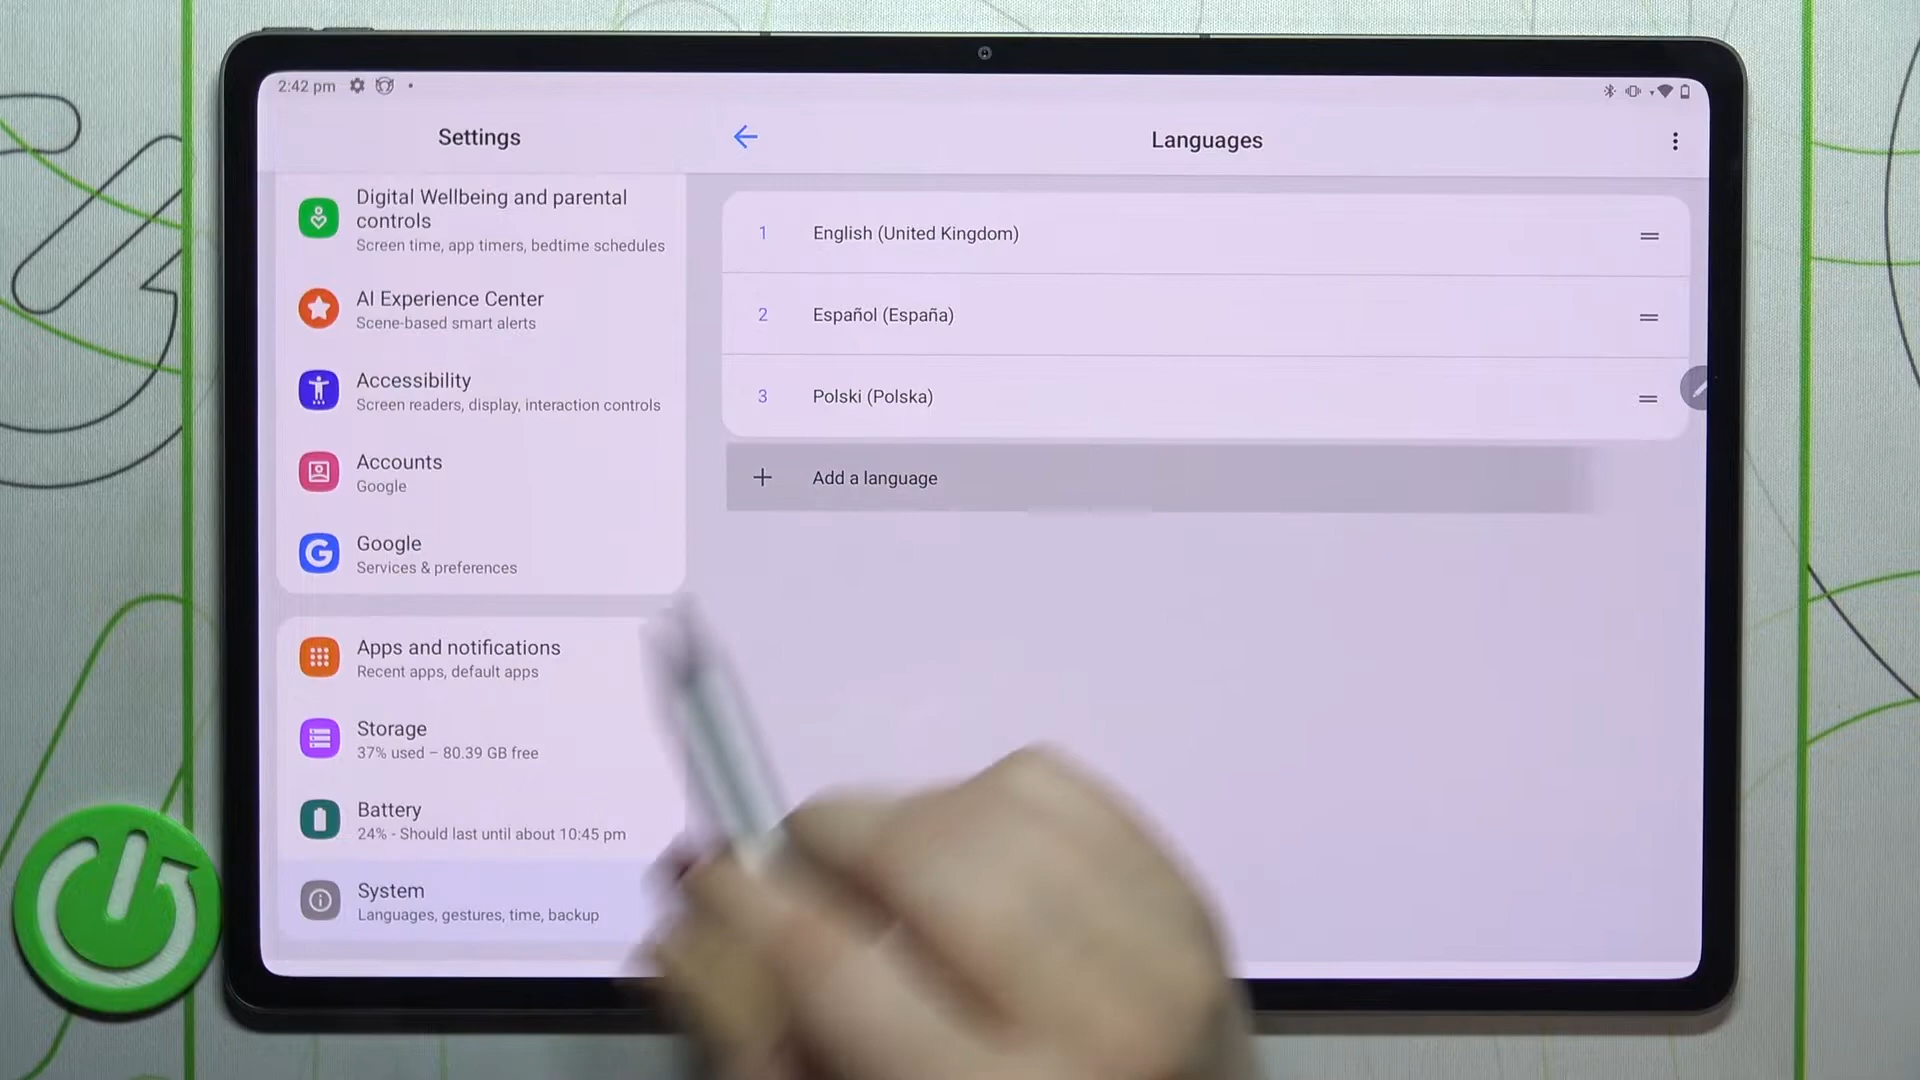 2:42 pm
Settings
Languages
Digital Wellbeing and parental
controls
Screen time, app timers, bedtime schedules
AI Experience Center
Scene-based smart alerts
Accessibility
Screen readers, display, interaction controls
Accounts
Google
Google
Services & preferences
Apps and notifications
Recent apps, default apps
Storage
37% used – 80.39 GB free
Battery
24% - Should last until about 10:45 pm
System
Languages, gestures, time, backup
1 English (United Kingdom)
2 Español (España)
3 Polski (Polska)
+ Add a language